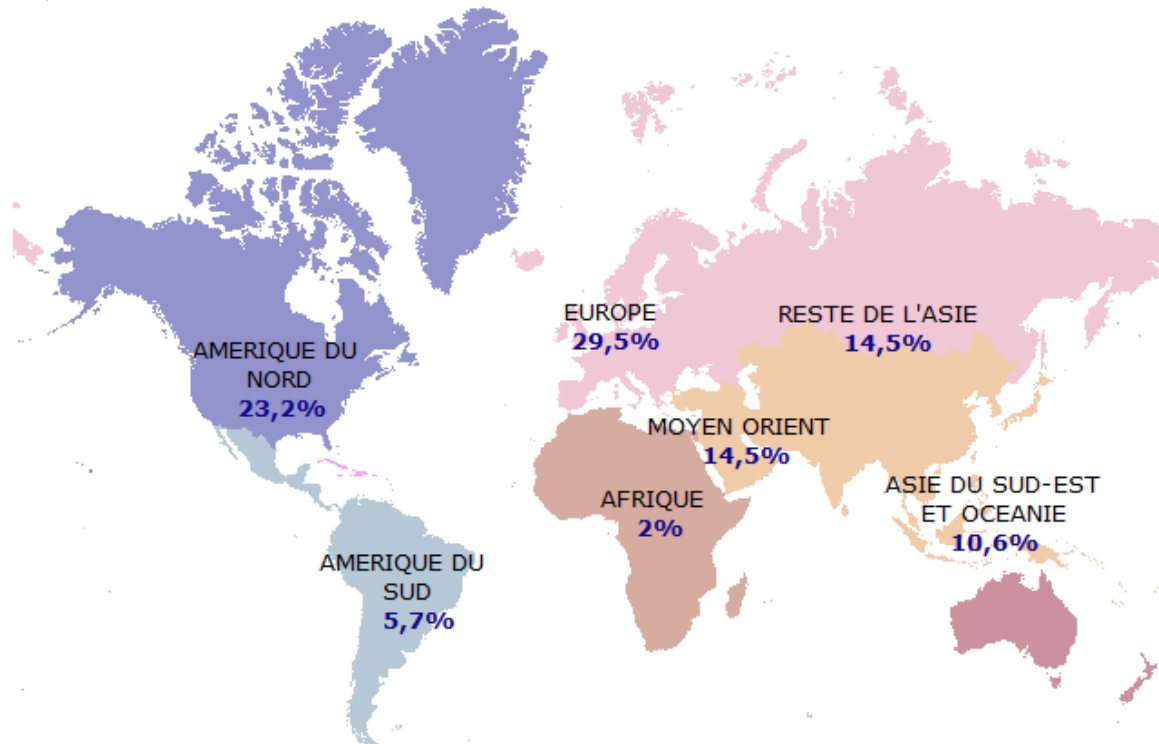 EUROPE
29,5%
RESTE DE L'ASIE
14,5%
AMERIQUE DU
NORD
23,2%
MOYEN ORIENT
14,5%
AFRIQUE
2%
ASIE DU SUD-EST
ET OCEANIE
10,6%
AMERIQUE DU
SUD
5,7%